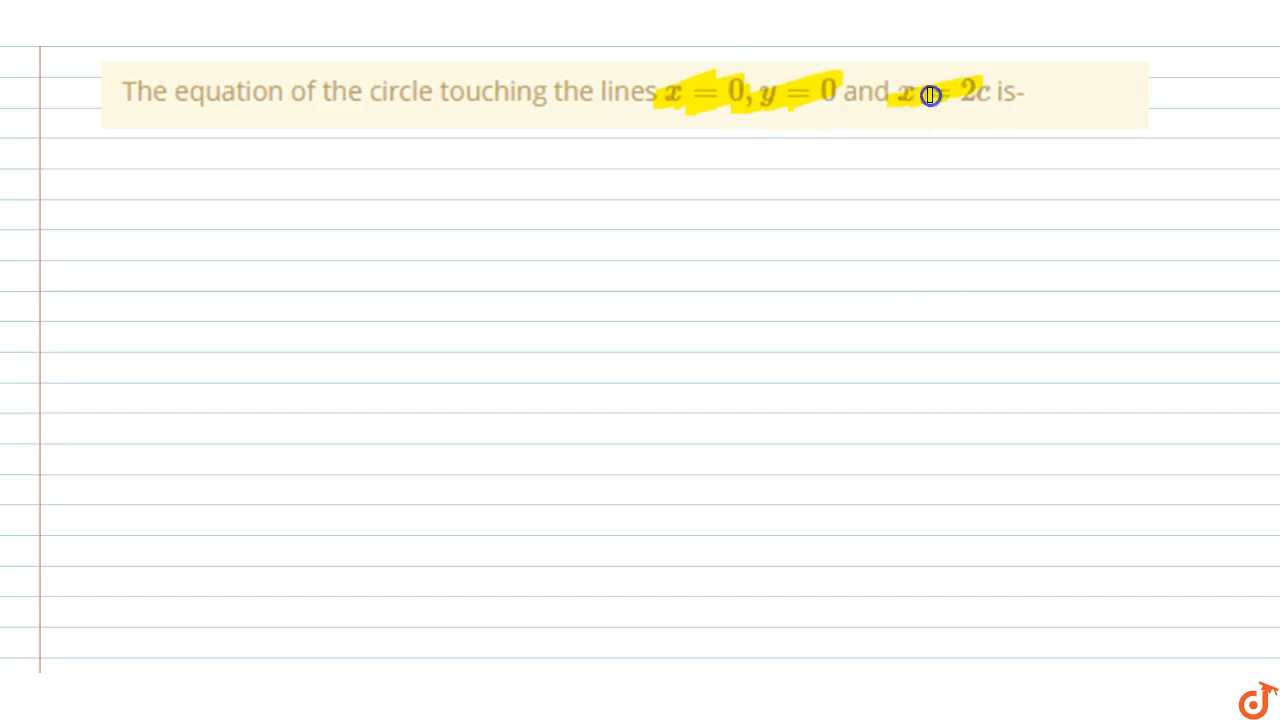 The equation of the circle touching the lines x = 0, y = 0 and x = 2c is-